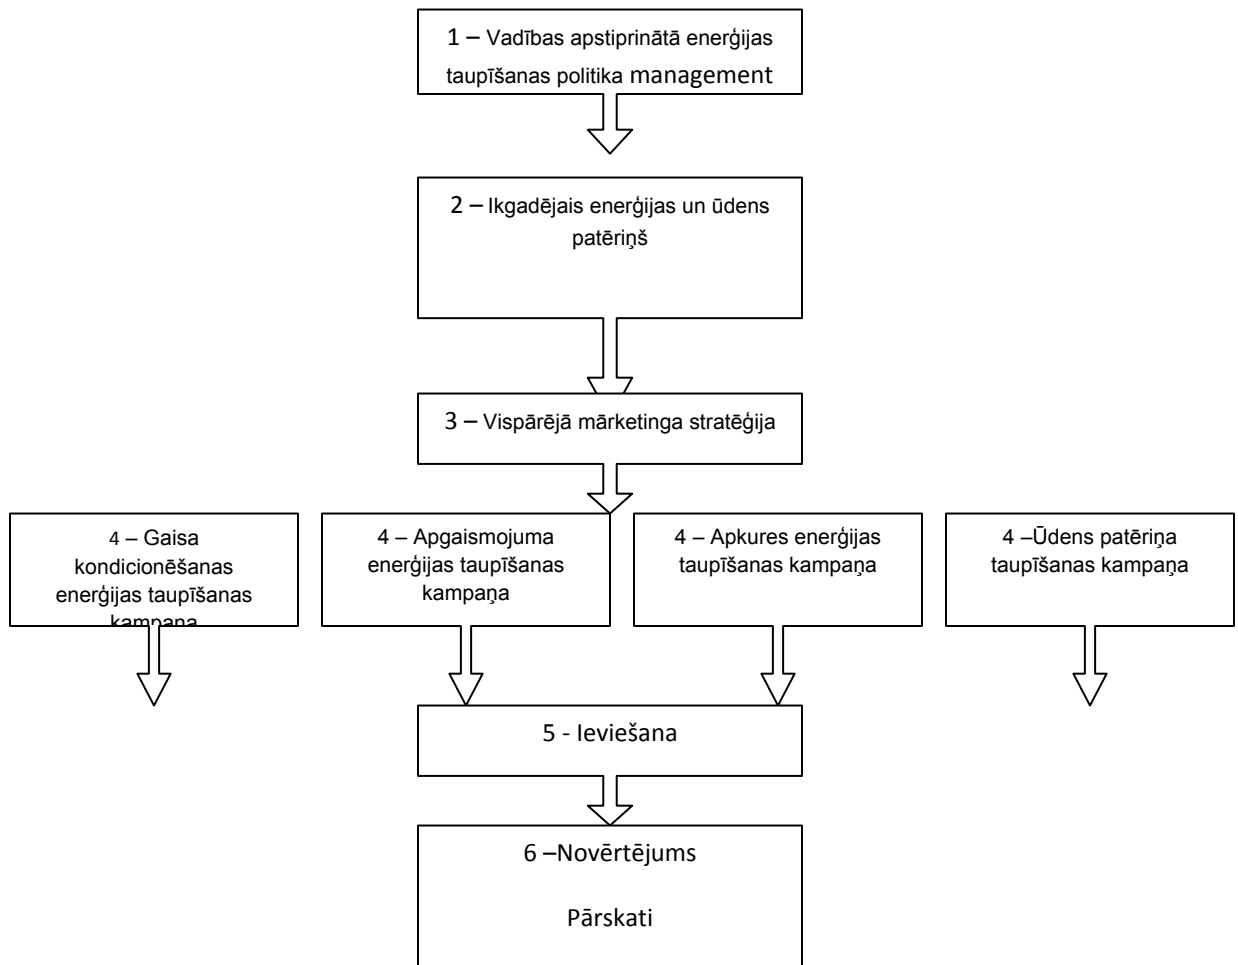 1 – Vadības apstiprinātā enerģijas
taupīšanas politika management
2 – Ikgadējais enerģijas un ūdens
patēriņš
3 – Vispārējā mārketinga stratēģija
4 – Gaisa
kondicionēšanas
enerģijas taupīšanas
kampaņa
4 – Apgaismojuma
enerģijas taupīšanas
kampaņa
4 – Apkures enerģijas
taupīšanas kampaņa
4 –Ūdens patēriņa
taupīšanas kampaņa
5 - Ieviešana
6 –Novērtējums
Pārskati